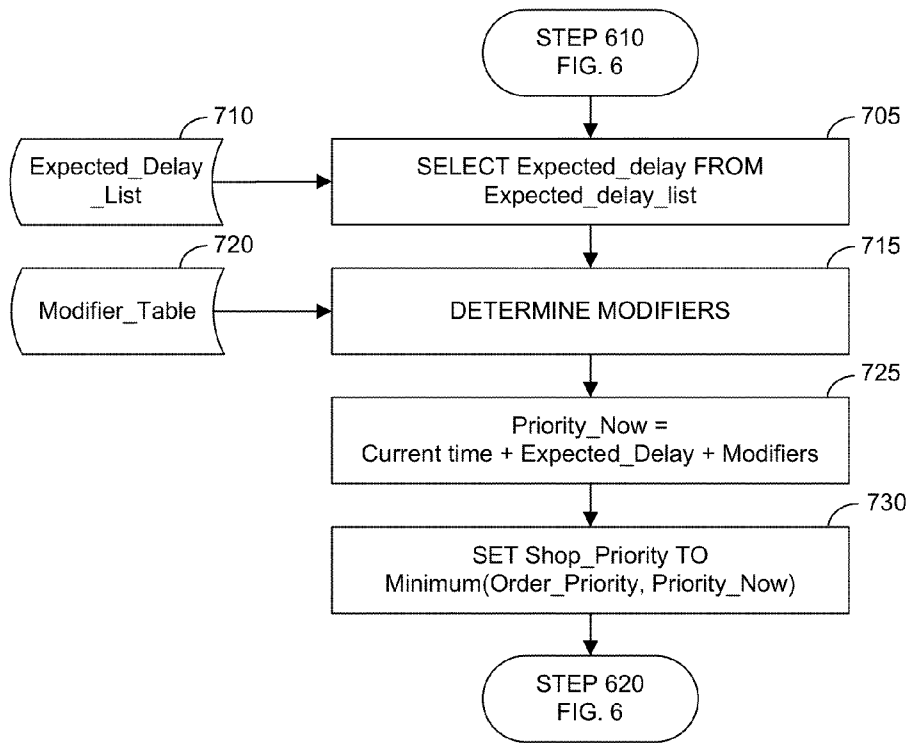 STEP 610
FIG. 6
710
705
Expected_Delay
_List
SELECT Expected_delay FROM
Expected_delay_list
720
715
Modifier_Table
DETERMINE MODIFIERS
725
Priority_Now =
Current time + Expected_Delay + Modifiers
730
SET Shop_Priority TO
Minimum(Order_Priority, Priority_Now)
STEP 620
FIG. 6